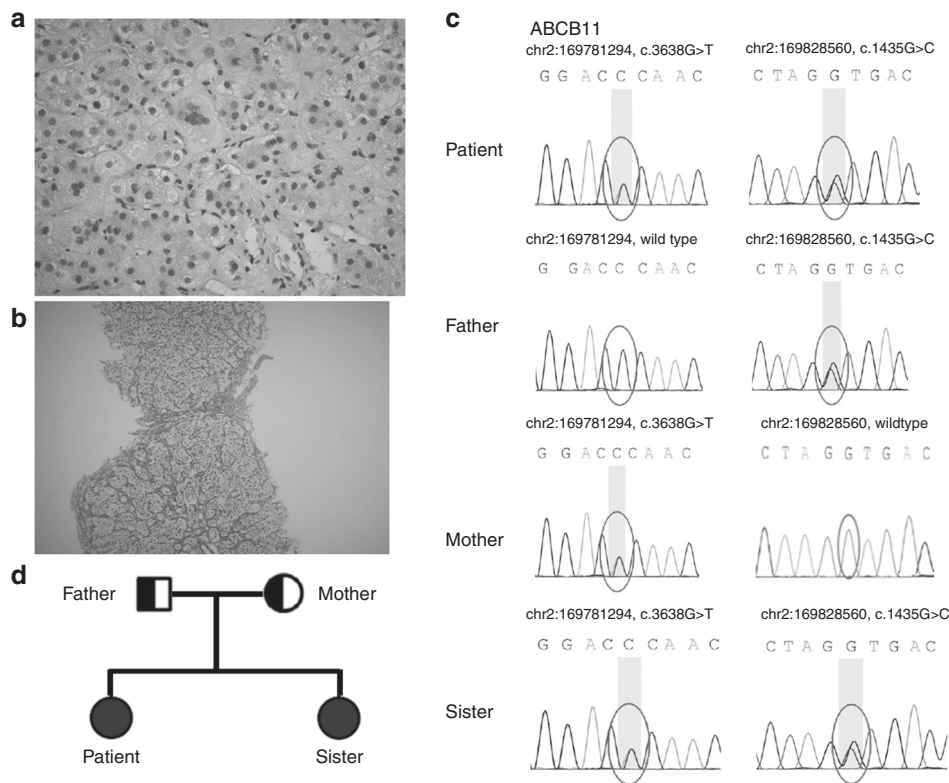 a
b
c
ABCB11
chr2:169781294, c.3638G>T
chr2:169828560, c.1435G>C
G G A C C C A A C
C T A G G T G A C
Patient
chr2:169781294, wild type
chr2:169828560, c.1435G>C
G G A C C C A A C
C T A G G T G A C
Father
chr2:169781294, c.3638G>T
chr2:169828560, wildtype
G G A C C C A A C
C T A G G T G A C
Mother
chr2:169781294, c.3638G>T
chr2:169828560, c.1435G>C
G G A C C C A A C
C T A G G T G A C
Sister
d
Father
Mother
Patient
Sister